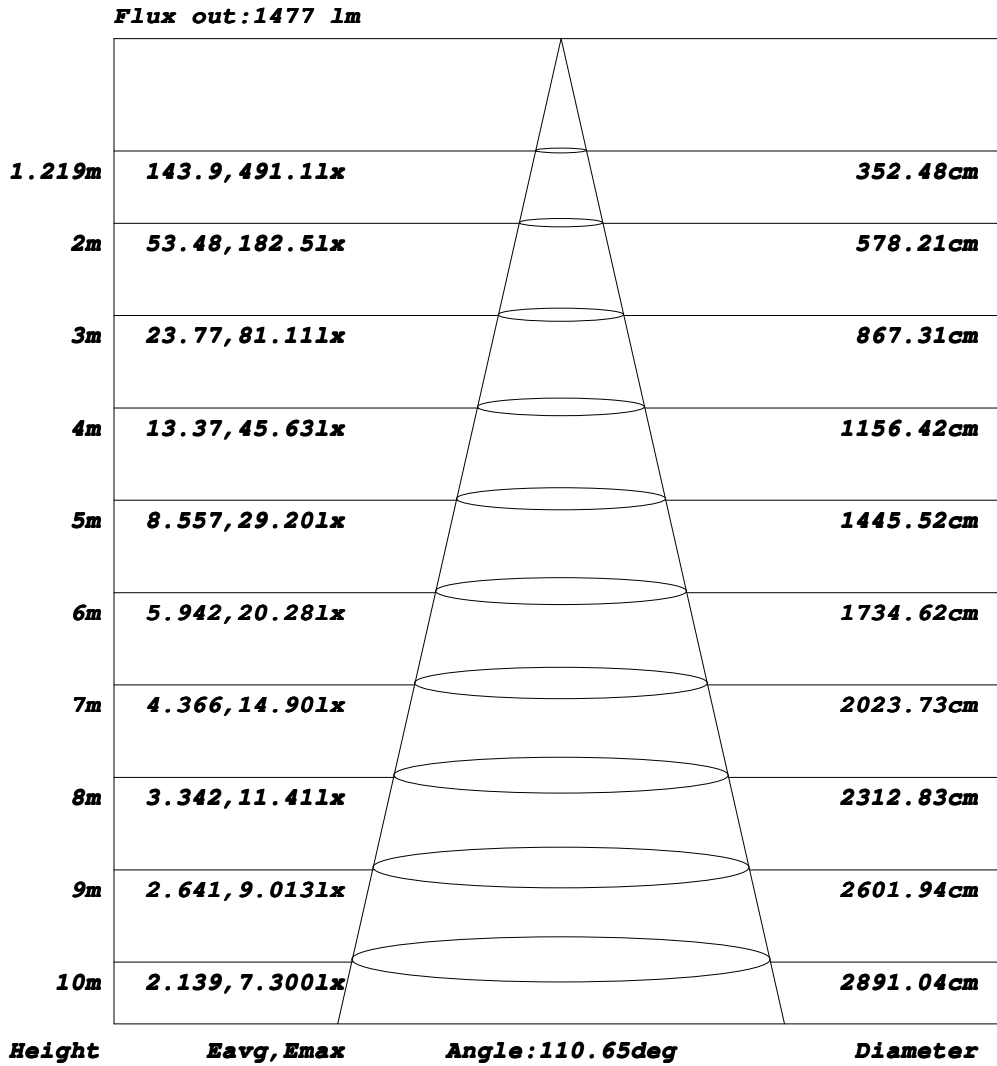 Flux out:1477 lm
1.219m 143.9,491.1lx 352.48cm
2m 53.48,182.5lx 578.21cm
3m 23.77,81.11lx 867.31cm
4m 13.37,45.63lx 1156.42cm
5m 8.557,29.20lx 1445.52cm
6m 5.942,20.28lx 1734.62cm
7m 4.366,14.90lx 2023.73cm
8m 3.342,11.41lx 2312.83cm
9m 2.641,9.013lx 2601.94cm
10m 2.139,7.300lx 2891.04cm
Height Eavg,Emax Angle:110.65deg Diameter